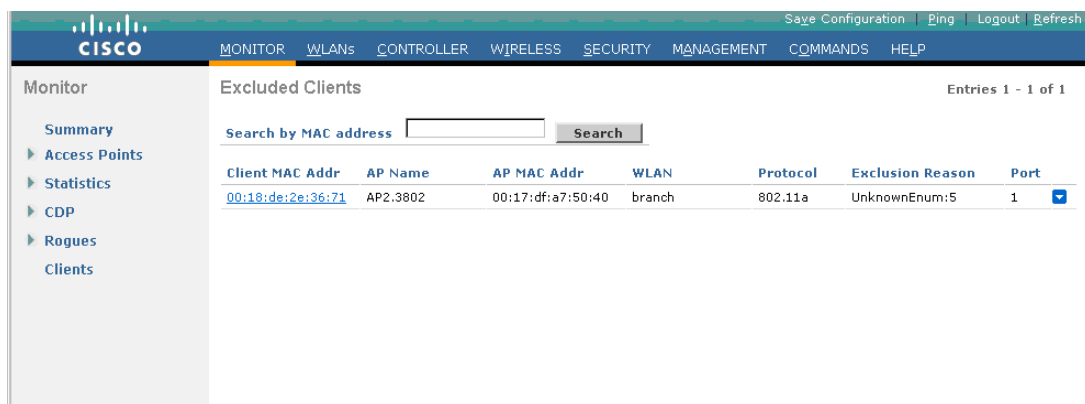 Save Configuration | Ping | Logout | Refresh
CISCO
MONITOR WLANs CONTROLLER WIRELESS SECURITY MANAGEMENT COMMANDS HELP
Monitor
Summary
Access Points
Statistics
CDP
Rogues
Clients
Excluded Clients
Entries 1 - 1 of 1
Search by MAC address Search
Client MAC Addr AP Name AP MAC Addr WLAN Protocol Exclusion Reason Port
00:18:de:2e:36:71 AP2.3802 00:17:df:a7:50:40 branch 802.11a UnknownEnum:5 1